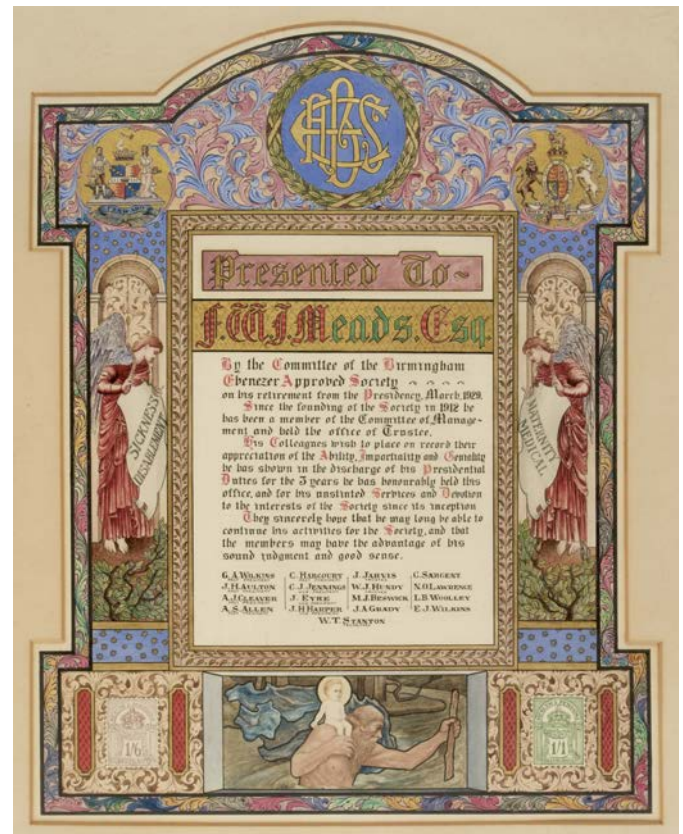 Presented To~
F.W.J.Meads.Esq.
By the Committee of the Birmingham
Ebenezer Approved Society
on his retirement from the Presidency, March, 1929.
Since the founding of the Society in 1912 he
has been a member of the Committee of Manage-
ment and held the office of Trustee.
His Colleagues wish to place on record their
appreciation of the Ability, Impartiality and Geniality
he has shown in the discharge of his Presidential
Duties for the 3 years he has honourably held this
office, and for his unstinted Services and Devotion
to the interests of the Society since its inception
They sincerely hope that he may long be able to
continue his activities for the Society, and that
the members may have the advantage of his
sound judgment and good sense.
G.A.WILKINS C.HARCOURT J.JARVIS C.SARGENT
J.H.AULTON C.J.JENNINGS W.J.HUNDY N.O.LAWRENCE
A.J.CLEAVER J.EYRE M.J.BESWICK L.B.WOOLLEY
A.S.ALLEN J.H.HARPER J.A.GRADY E.J.WILKINS
W.T.STANTON
SICKNESS
DISABLEMENT
MATERNITY
MEDICAL
1/6
1/1